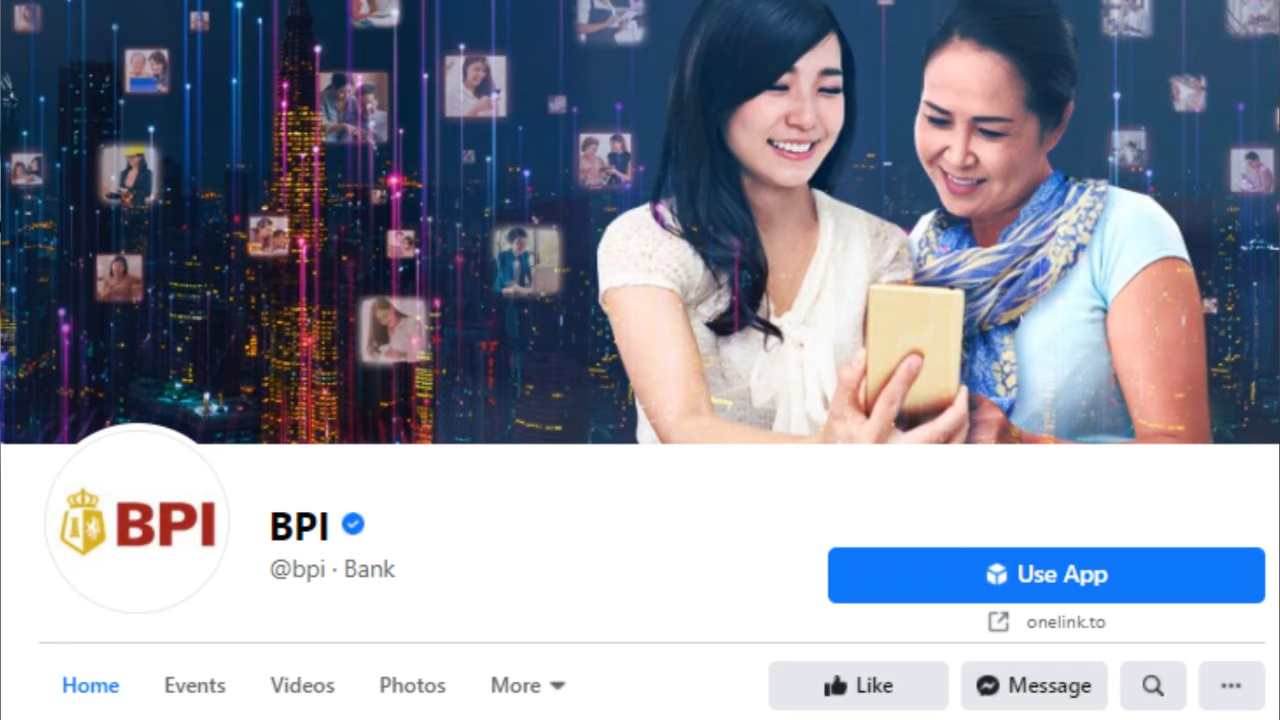 BPI
BPI
@bpi · Bank
Use App
onelink.to
Home Events Videos Photos More
Like Message